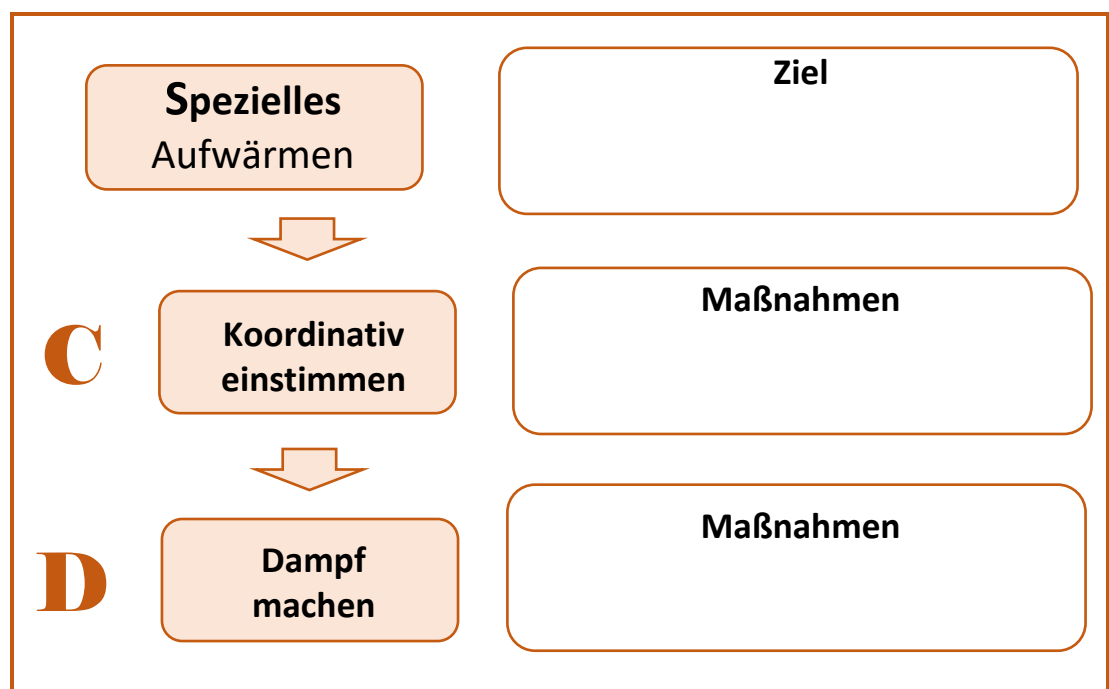 Spezielles
Aufwärmen
Ziel
C
Koordinativ
einstimmen
Maßnahmen
D
Dampf
machen
Maßnahmen